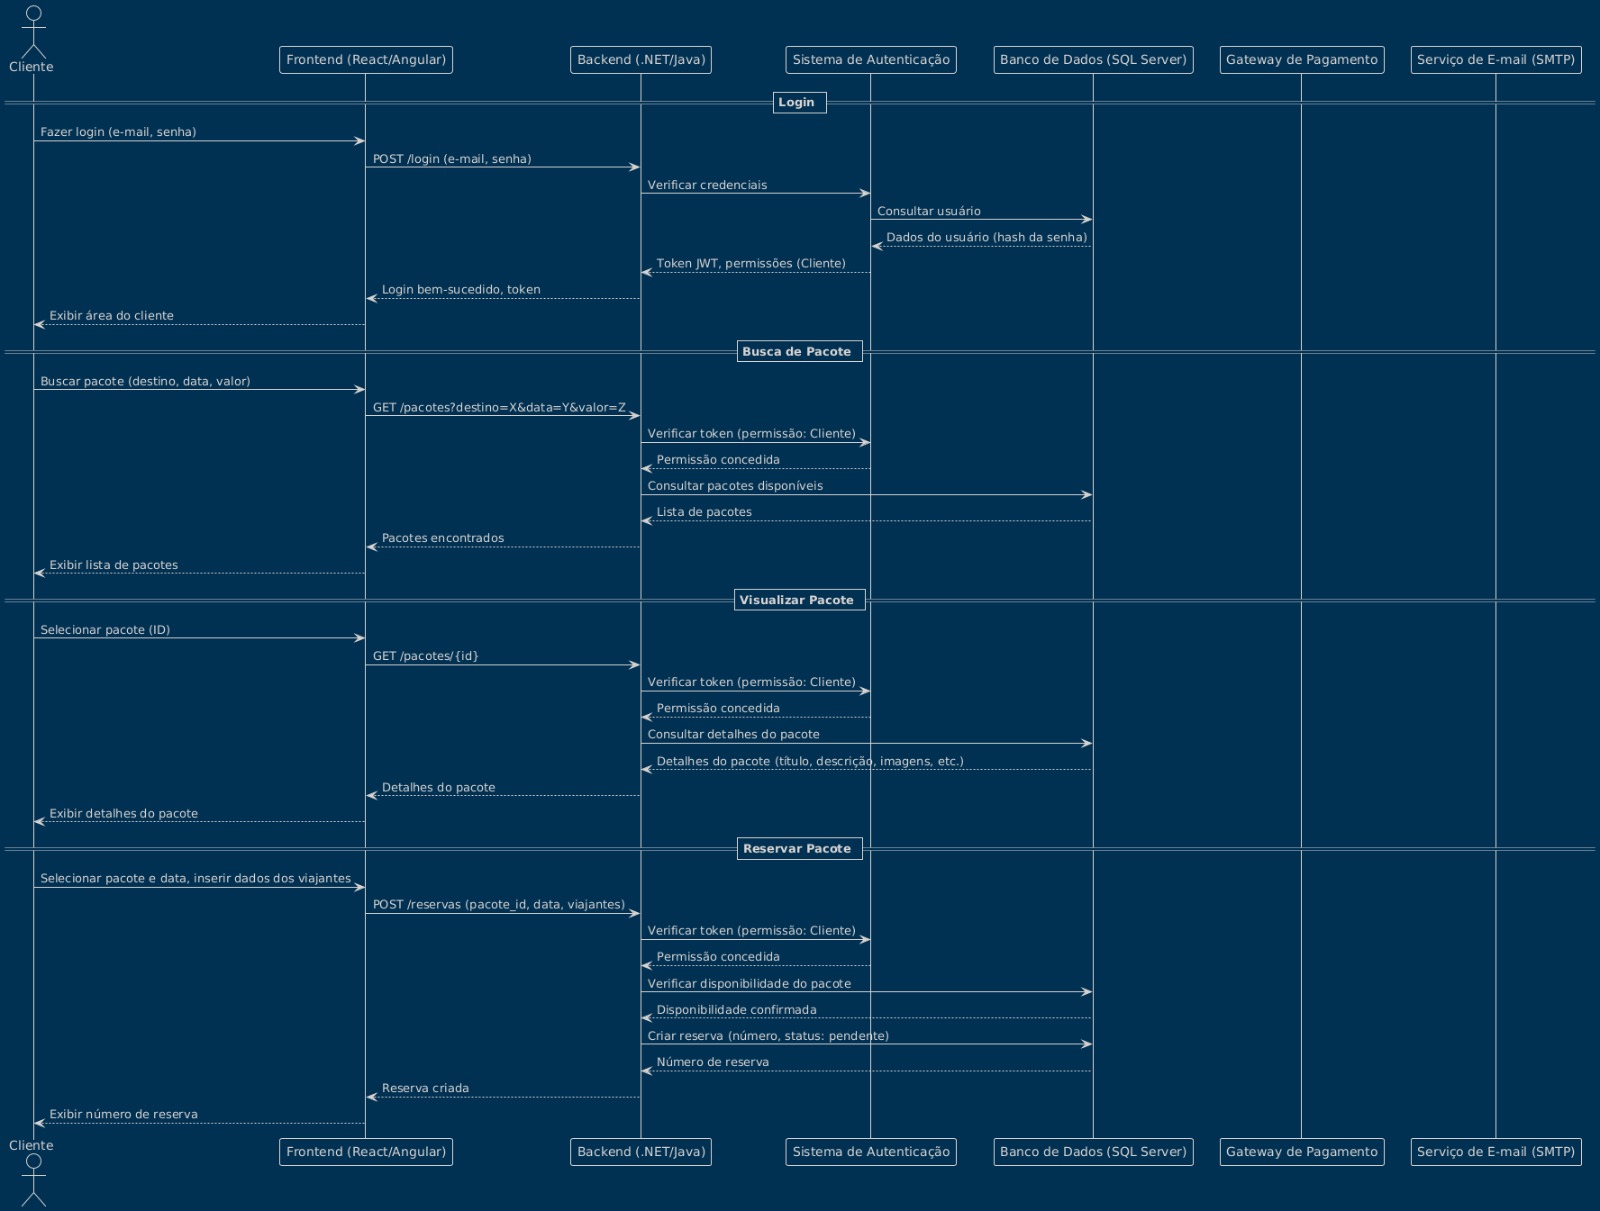 Cliente
Frontend (React/Angular)
Backend (.NET/Java)
Sistema de Autenticação
Banco de Dados (SQL Server)
Gateway de Pagamento
Serviço de E-mail (SMTP)
Login
Fazer login (e-mail, senha)
POST /login (e-mail, senha)
Verificar credenciais
Consultar usuário
Dados do usuário (hash da senha)
Token JWT, permissões (Cliente)
Login bem-sucedido, token
Exibir área do cliente
Busca de Pacote
Buscar pacote (destino, data, valor)
GET /pacotes?destino=X&data=Y&valor=Z
Verificar token (permissão: Cliente)
Permissão concedida
Consultar pacotes disponíveis
Lista de pacotes
Pacotes encontrados
Exibir lista de pacotes
Visualizar Pacote
Selecionar pacote (ID)
GET /pacotes/{id}
Verificar token (permissão: Cliente)
Permissão concedida
Consultar detalhes do pacote
Detalhes do pacote (título, descrição, imagens, etc.)
Detalhes do pacote
Exibir detalhes do pacote
Reservar Pacote
Selecionar pacote e data, inserir dados dos viajantes
POST /reservas (pacote_id, data, viajantes)
Verificar token (permissão: Cliente)
Permissão concedida
Verificar disponibilidade do pacote
Disponibilidade confirmada
Criar reserva (número, status: pendente)
Número de reserva
Reserva criada
Exibir número de reserva
Cliente
Frontend (React/Angular)
Backend (.NET/Java)
Sistema de Autenticação
Banco de Dados (SQL Server)
Gateway de Pagamento
Serviço de E-mail (SMTP)